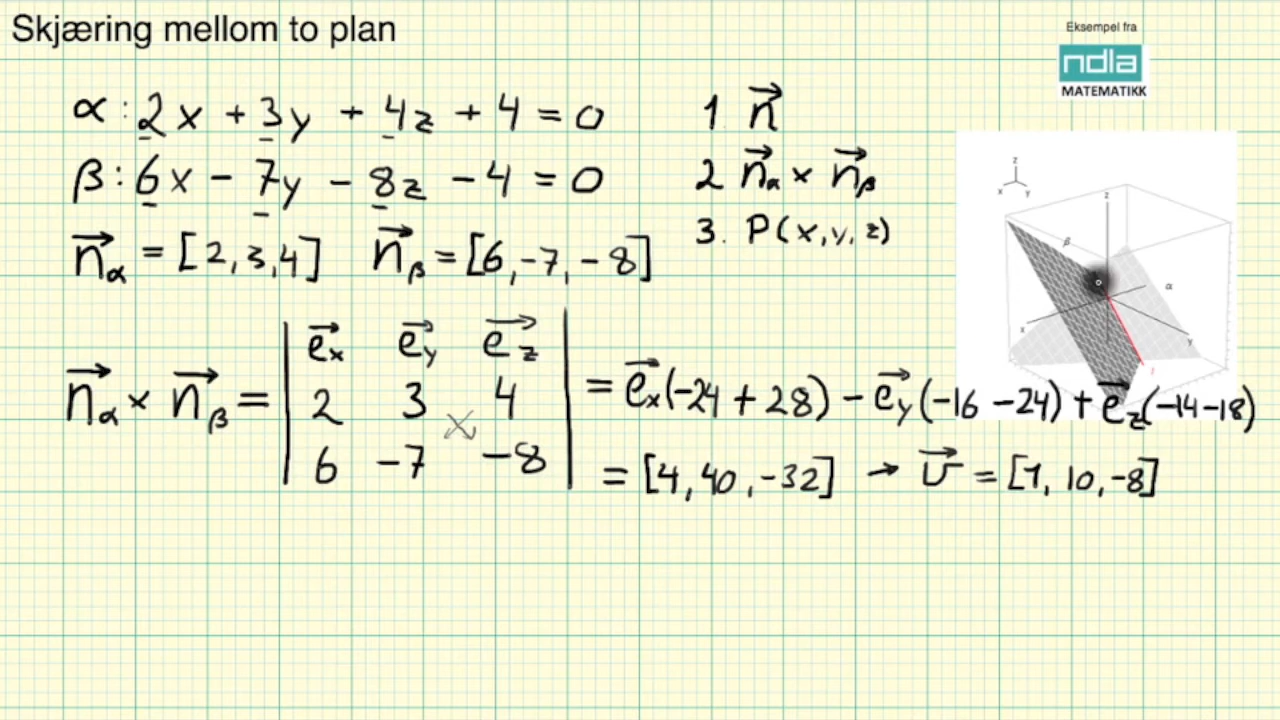 Skjæring mellom to plan
Eksempel fra
ndla
MATEMATIKK
α: 2x + 3y + 4z + 4 = 0
β: 6x - 7y - 8z - 4 = 0
n⃗α = [2,3,4] n⃗β = [6,-7,-8]
1. n⃗
2 n⃗α × n⃗β
3. P(x,y,z)
z
x y
z
β
α
x
y
l
n⃗α × n⃗β = | e⃗x e⃗y e⃗z |
2 3 4
6 -7 -8
= e⃗x(-24 + 28) - e⃗y(-16 - 24) + e⃗z(-14-18)
= [4,40,-32] → v⃗ = [1, 10,-8]